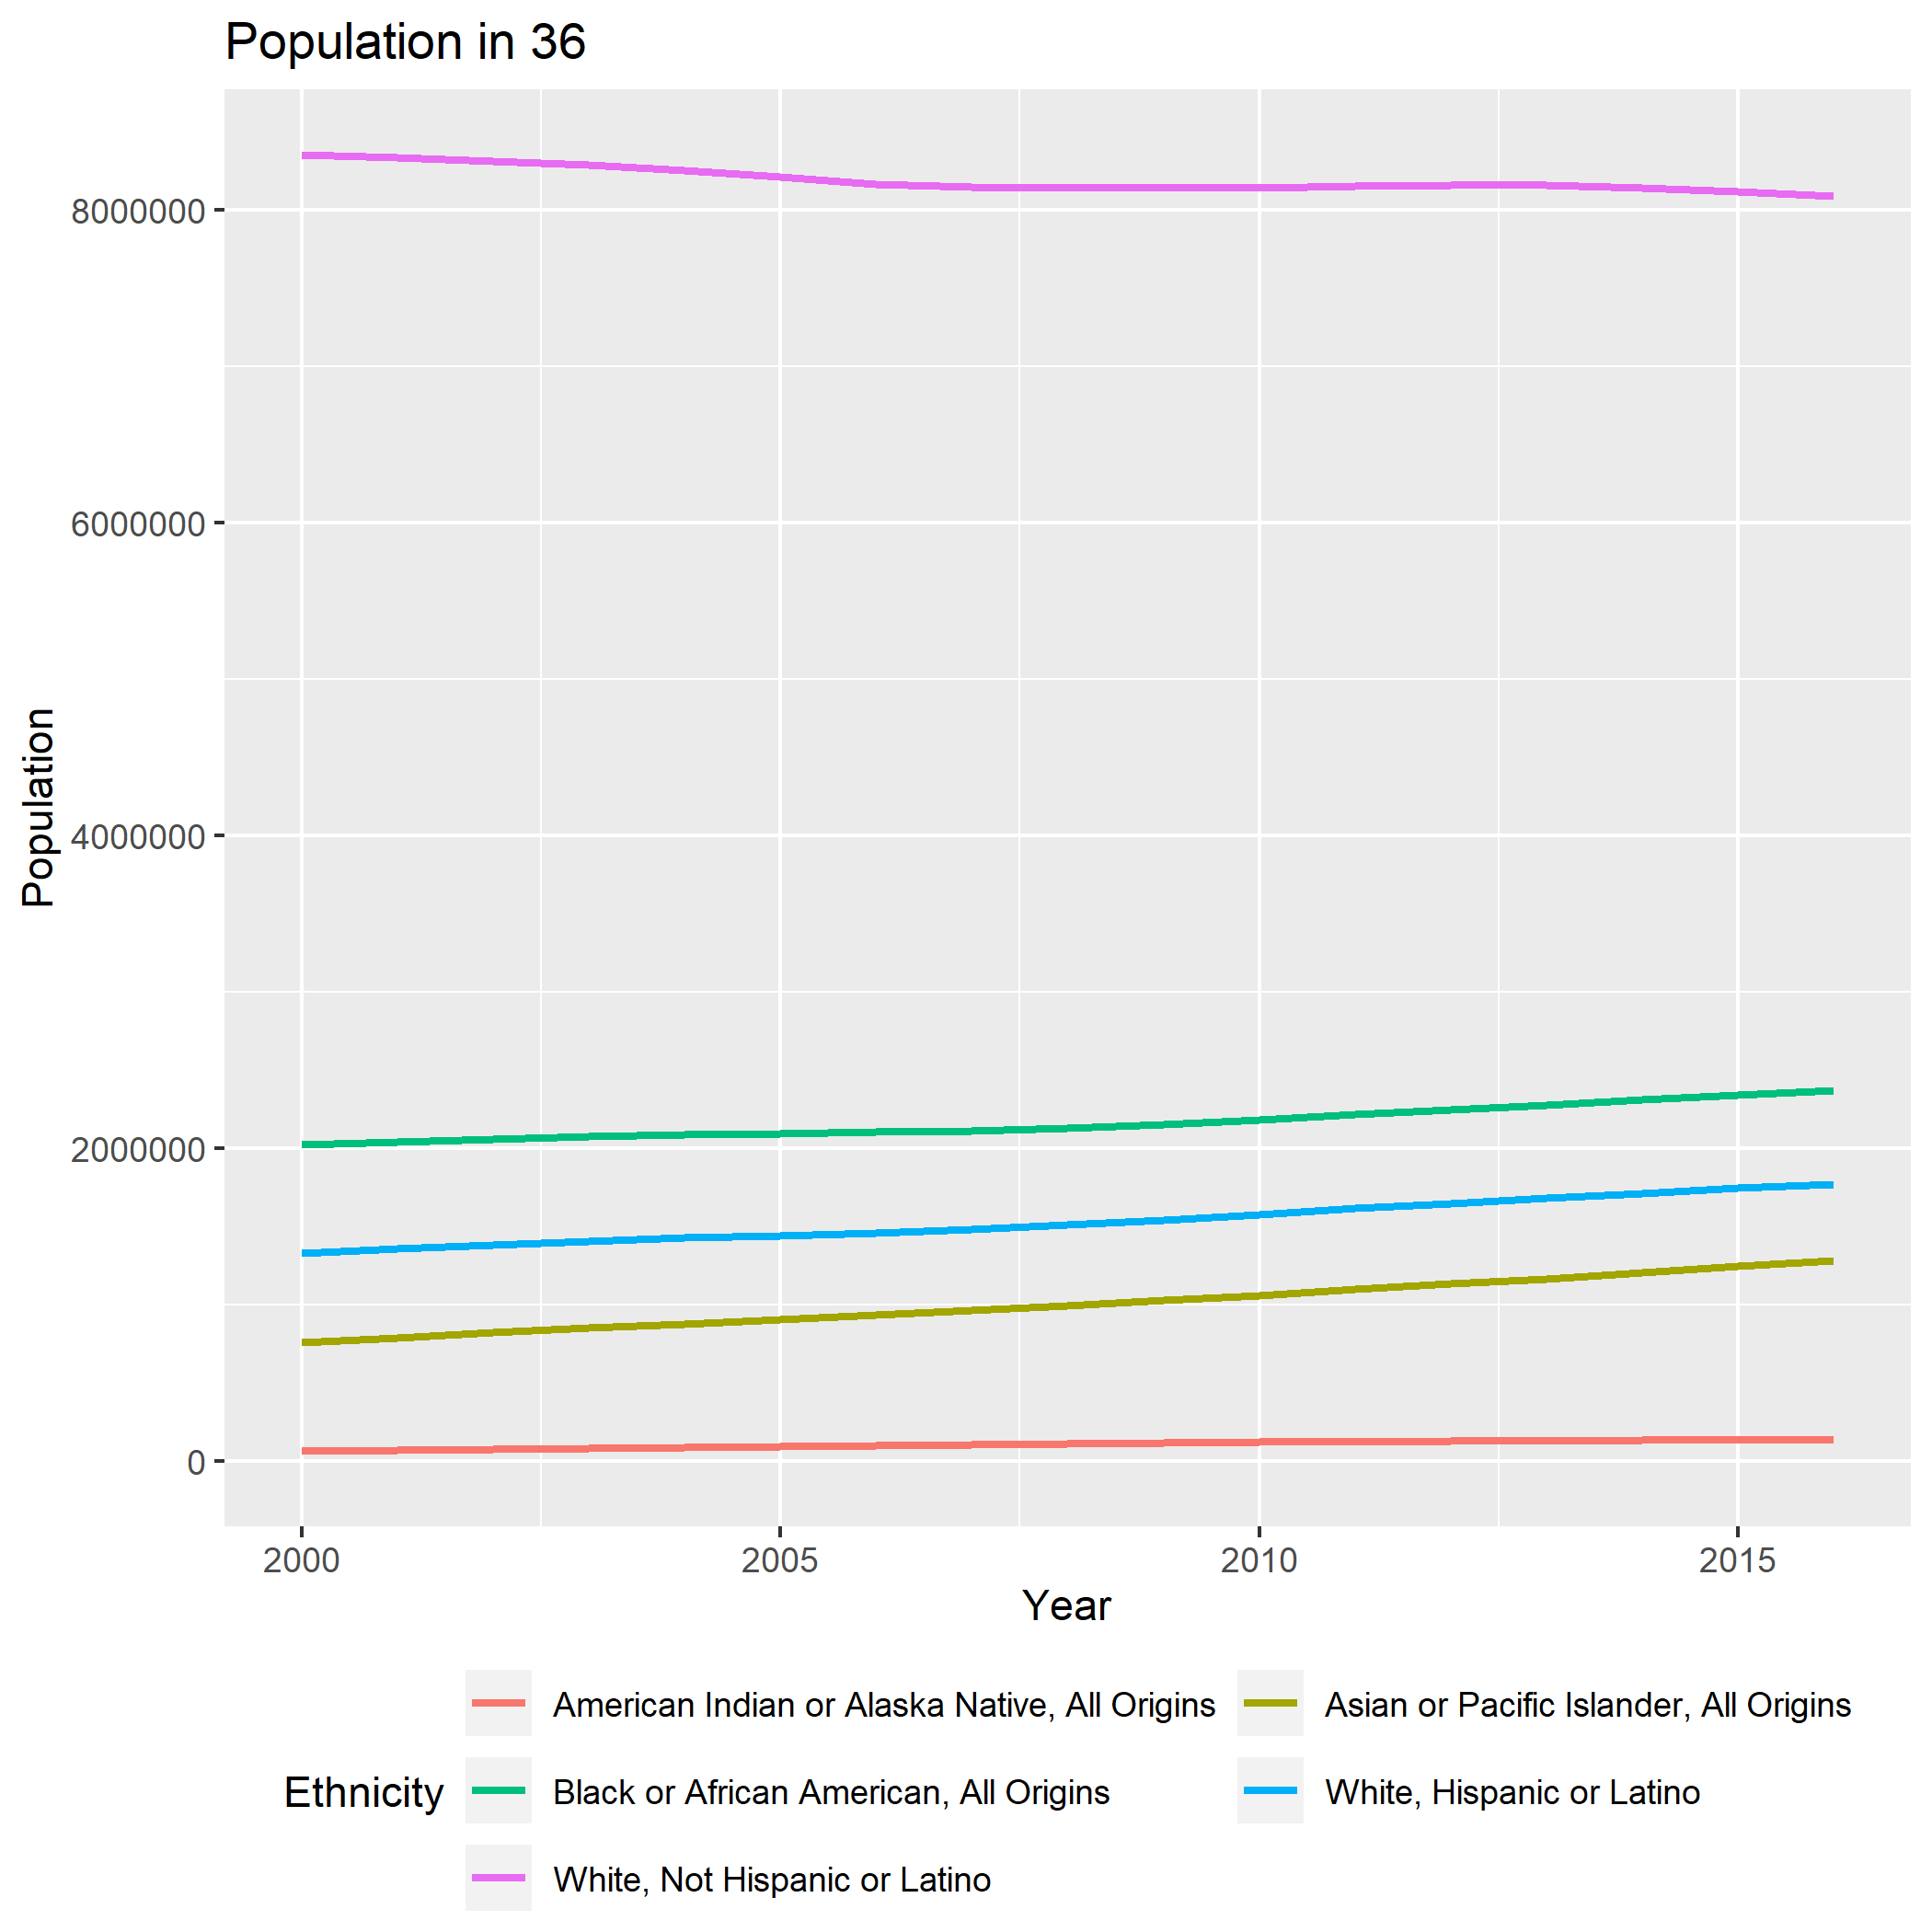 Population in 36
Population
8000000
6000000
4000000
2000000
0
2000 2005 2010 2015
Year
Ethnicity
American Indian or Alaska Native, All Origins
Asian or Pacific Islander, All Origins
Black or African American, All Origins
White, Hispanic or Latino
White, Not Hispanic or Latino